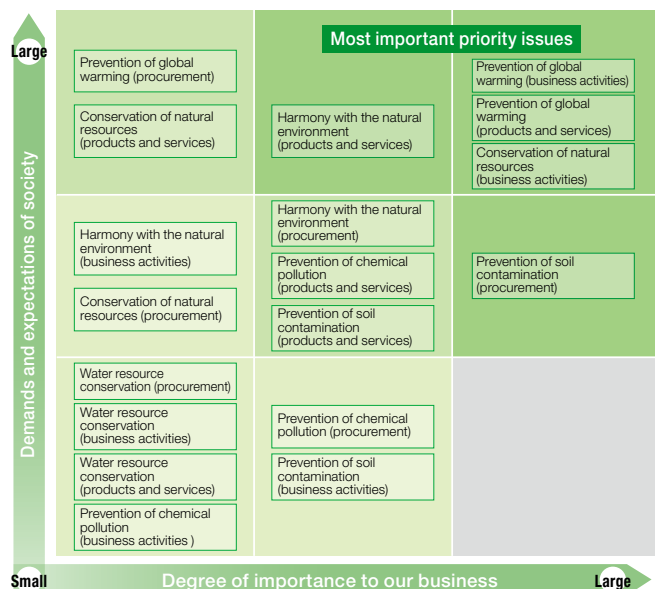 Large
Demands and expectations of society
Most important priority issues
Prevention of global
warming (procurement)
Conservation of natural
resources
(products and services)
Harmony with the natural
environment
(products and services)
Prevention of global
warming (business activities)
Prevention of global
warming
(products and services)
Conservation of natural
resources
(business activities)
Harmony with the natural
environment
(business activities)
Conservation of natural
resources (procurement)
Harmony with the natural
environment
(procurement)
Prevention of chemical
pollution
(products and services)
Prevention of soil
contamination
(products and services)
Prevention of soil
contamination
(procurement)
Water resource
conservation (procurement)
Water resource
conservation
(business activities)
Water resource
conservation
(products and services)
Prevention of chemical
pollution
(business activities )
Prevention of chemical
pollution (procurement)
Prevention of soil
contamination
(business activities)
Small
Degree of importance to our business
Large